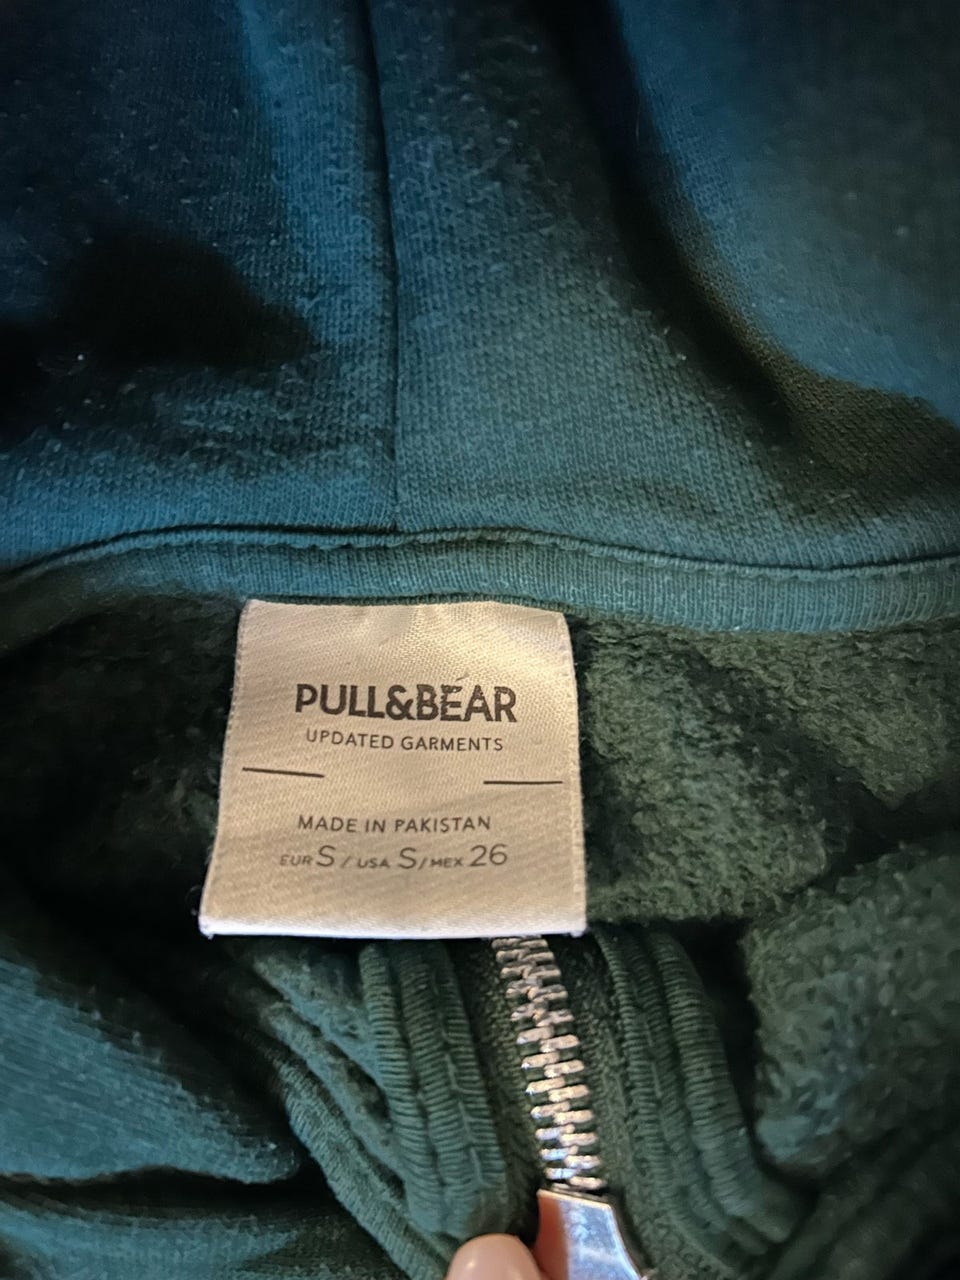 PULL&BEAR
UPDATED GARMENTS
MADE IN PAKISTAN
EUR S / USA S / MEX 26